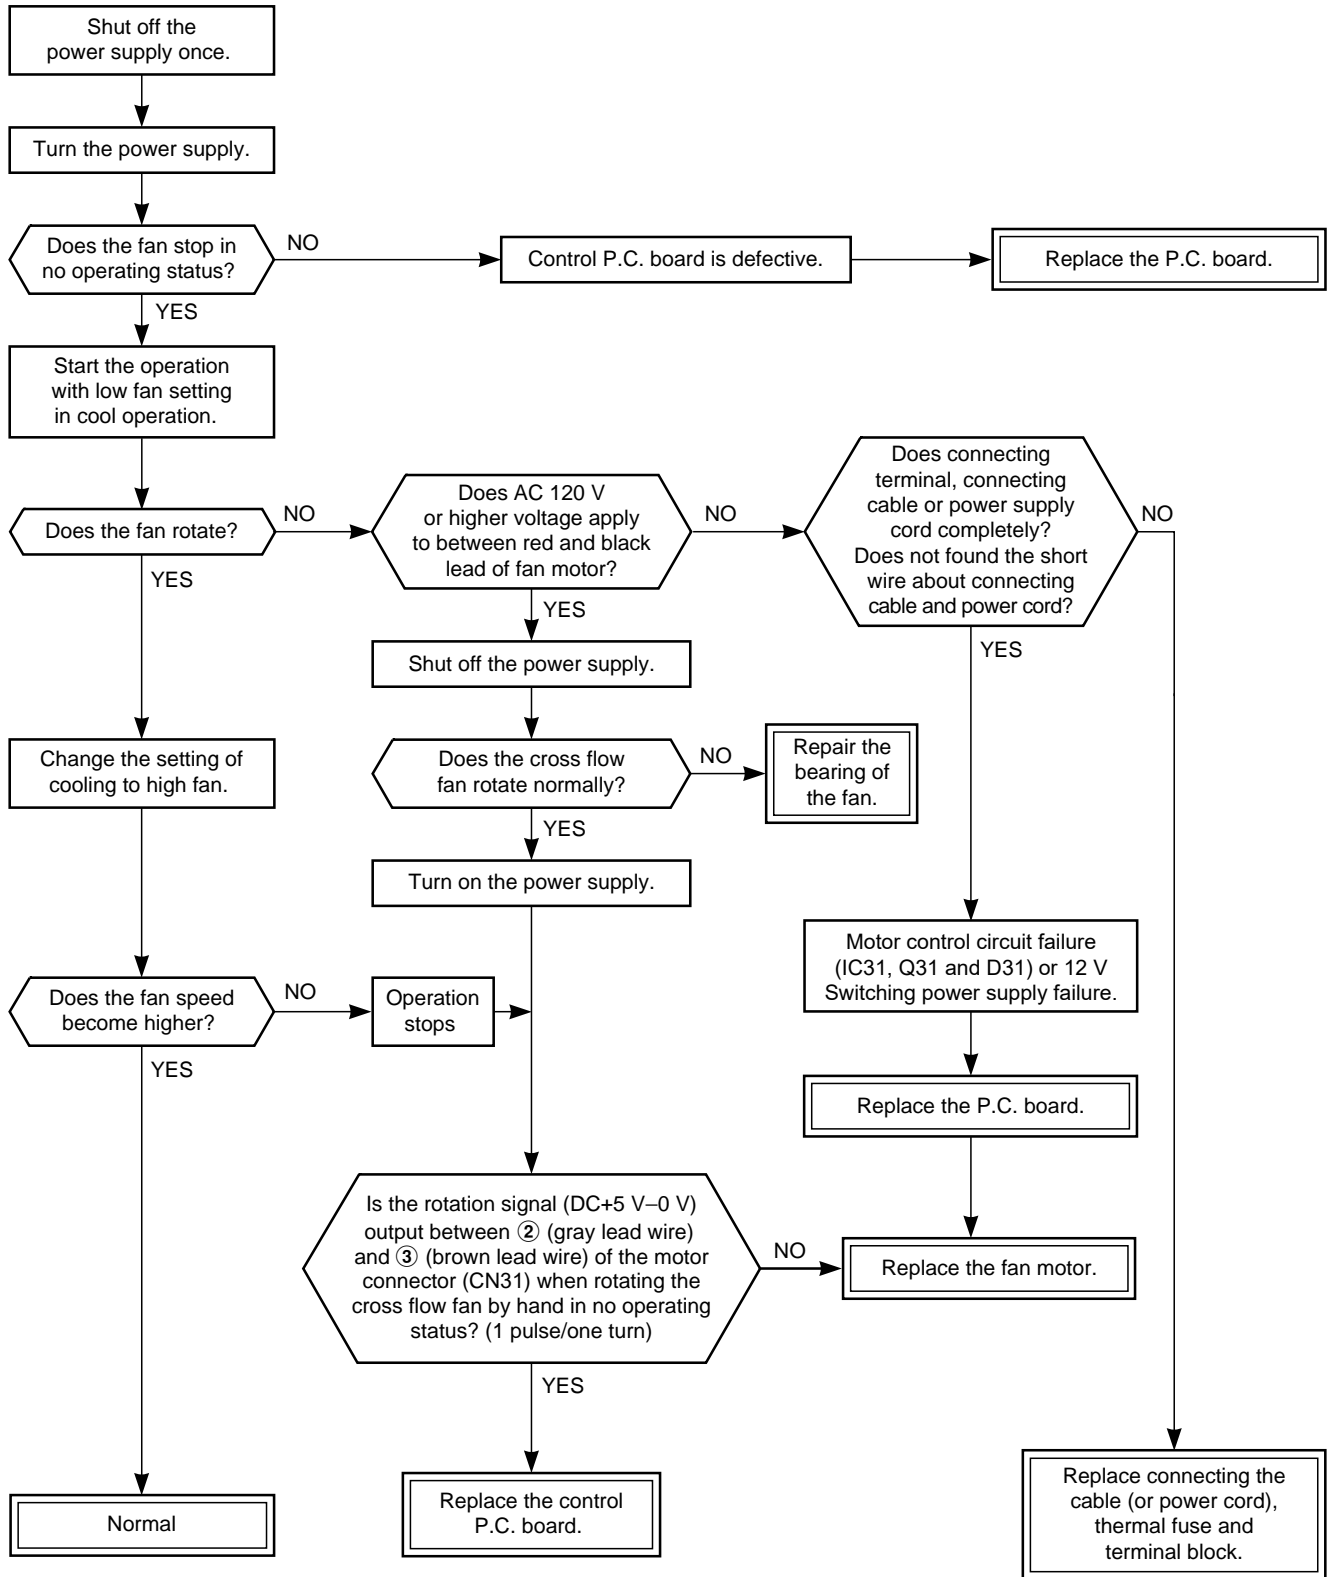 Shut off the
power supply once.
Turn the power supply.
Does the fan stop in
no operating status?
NO
Control P.C. board is defective.
Replace the P.C. board.
YES
Start the operation
with low fan setting
in cool operation.
Does the fan rotate?
NO
Does AC 120 V
or higher voltage apply
to between red and black
lead of fan motor?
NO
Does connecting
terminal, connecting
cable or power supply
cord completely?
Does not found the short
wire about connecting
cable and power cord?
NO
YES
YES
YES
Shut off the power supply.
Change the setting of
cooling to high fan.
Does the cross flow
fan rotate normally?
NO
Repair the
bearing of
the fan.
YES
Turn on the power supply.
Motor control circuit failure
(IC31, Q31 and D31) or 12 V
Switching power supply failure.
Does the fan speed
become higher?
NO
Operation
stops
YES
Replace the P.C. board.
Is the rotation signal (DC+5 V–0 V)
output between ② (gray lead wire)
and ③ (brown lead wire) of the motor
connector (CN31) when rotating the
cross flow fan by hand in no operating
status? (1 pulse/one turn)
NO
Replace the fan motor.
YES
Normal
Replace the control
P.C. board.
Replace connecting the
cable (or power cord),
thermal fuse and
terminal block.